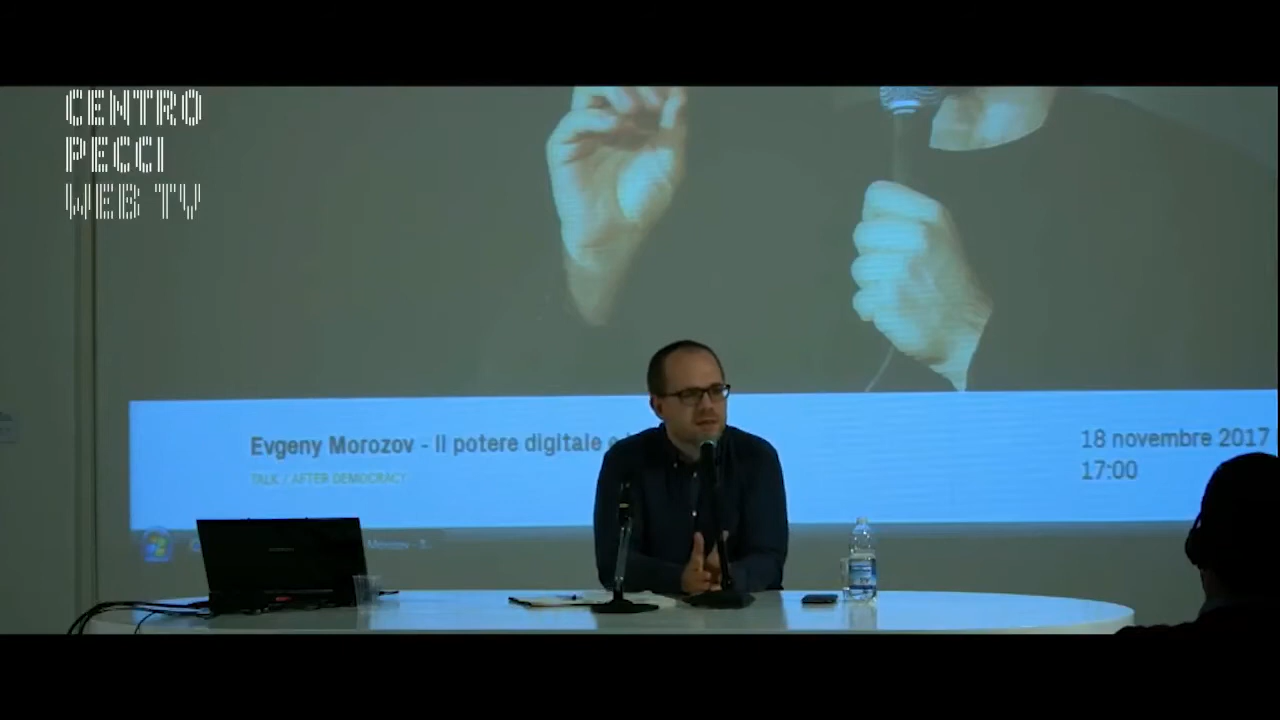 CENTRO
PECCI
WEB TV
Evgeny Morozov - Il potere digitale e
18 novembre 2017
TALK / AFTER DEMOCRACY
17:00